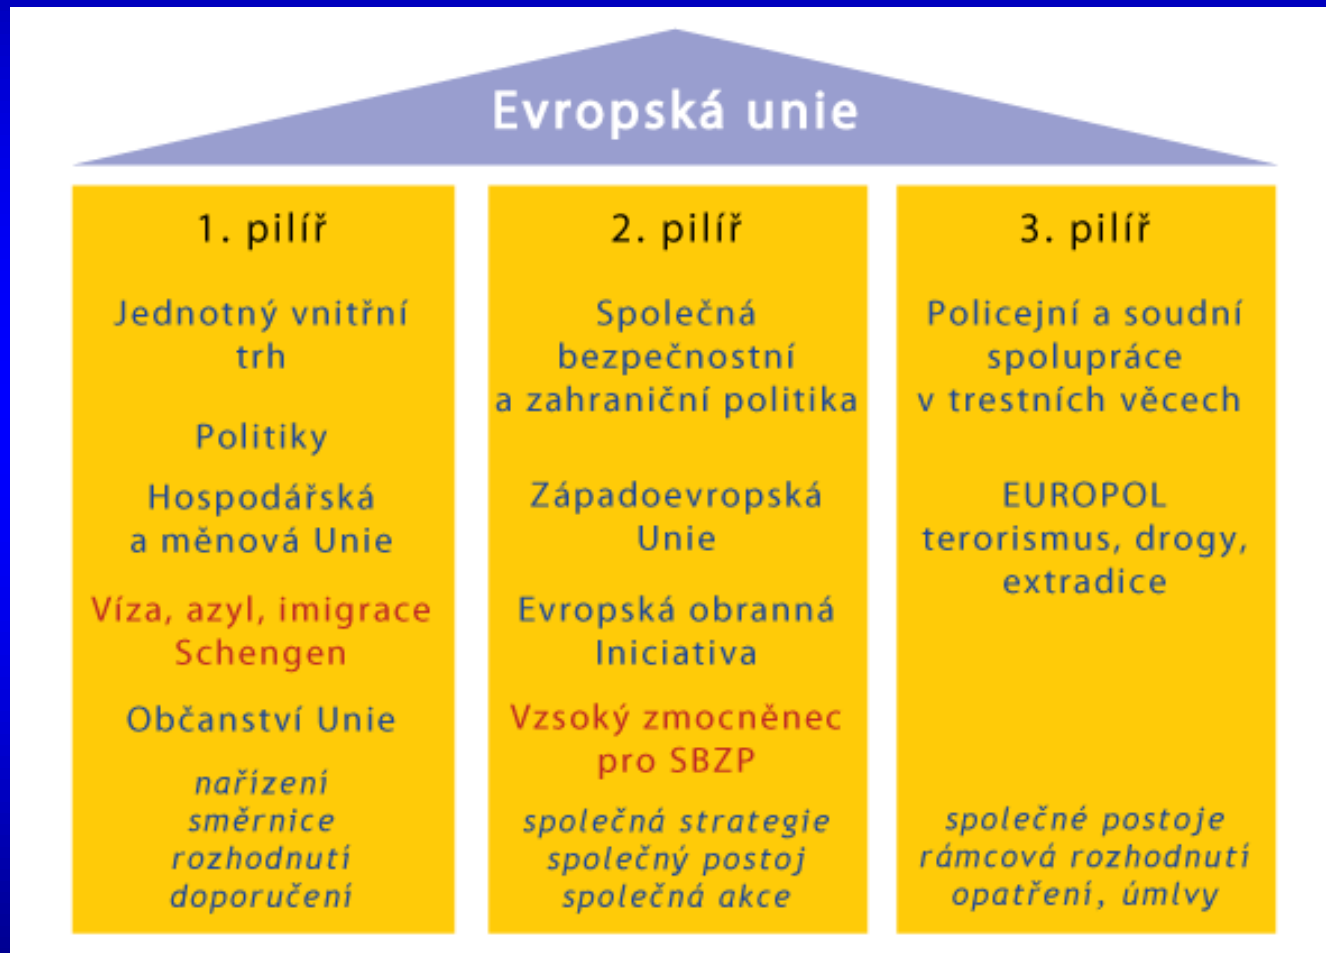 Evropská unie
1. pilíř
Jednotný vnitřní
trh
Politiky
Hospodářská
a měnová Unie
Víza, azyl, imigrace
Schengen
Občanství Unie
nařízení
směrnice
rozhodnutí
doporučení
2. pilíř
Společná
bezpečnostní
a zahraniční politika
Západoevropská
Unie
Evropská obranná
Iniciativa
Vzsoký zmocněnec
pro SBZP
společná strategie
společný postoj
společná akce
3. pilíř
Policejní a soudní
spolupráce
v trestních věcech
EUROPOL
terorismus, drogy,
extradice
společné postoje
rámcová rozhodnutí
opatření, úmlvy